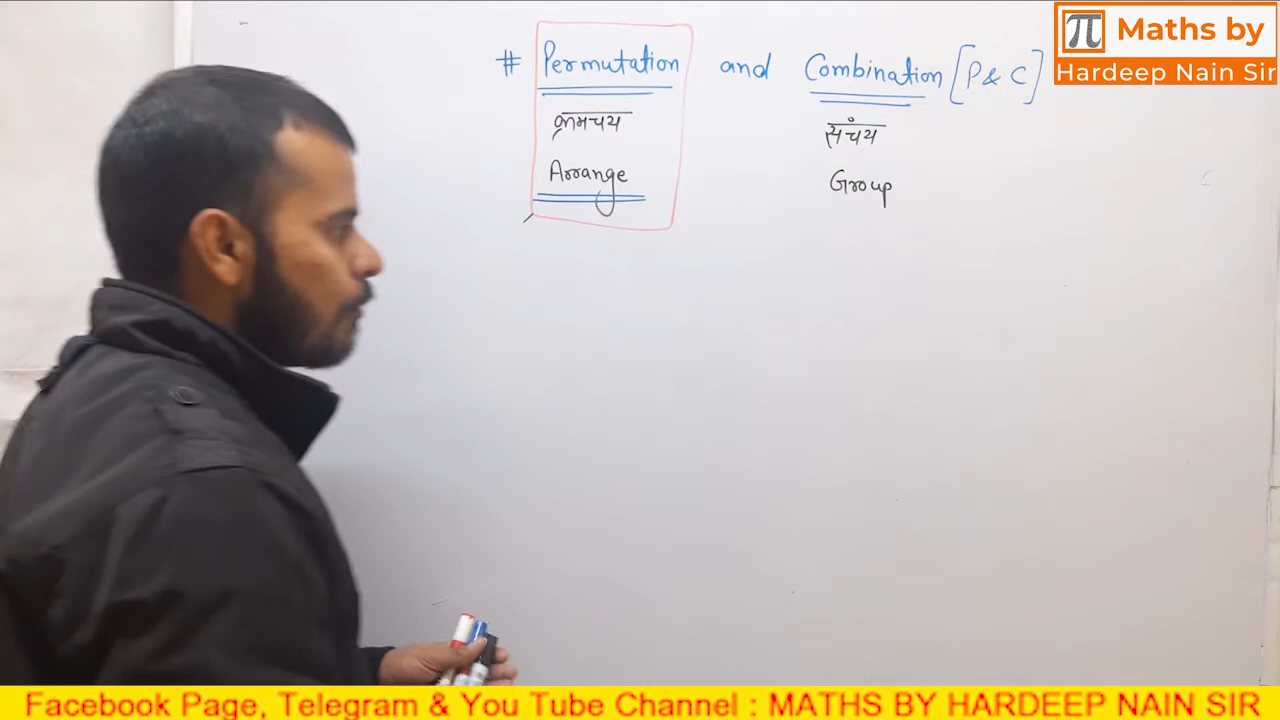 # Permutation and Combination [P & C]
क्रमचय संचय
Arrange Group
π Maths by
Hardeep Nain Sir
Facebook Page, Telegram & You Tube Channel : MATHS BY HARDEEP NAIN SIR